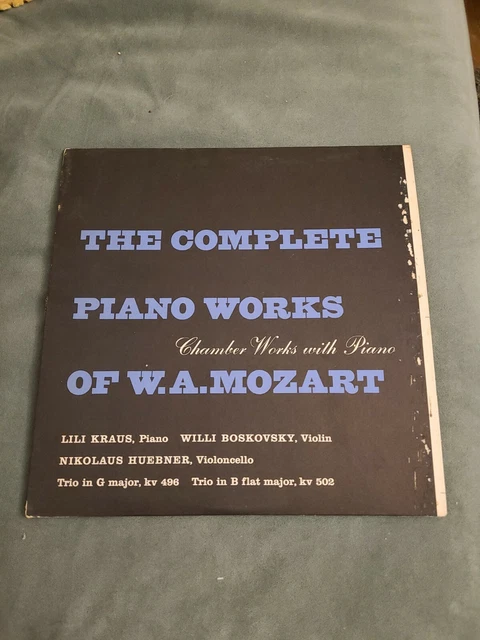 THE COMPLETE
PIANO WORKS
Chamber Works with Piano
OF W.A.MOZART
LILI KRAUS, Piano WILLI BOSKOVSKY, Violin
NIKOLAUS HUEBNER, Violoncello
Trio in G major, kv 496 Trio in B flat major, kv 502